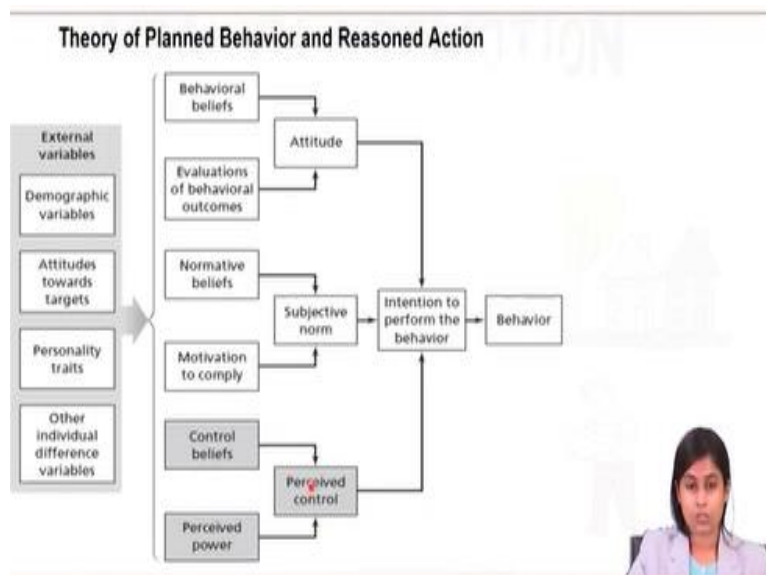 Theory of Planned Behavior and Reasoned Action
External
variables
Demographic
variables
Attitudes
towards
targets
Personality
traits
Other
individual
difference
variables
Behavioral
beliefs
Evaluations
of behavioral
outcomes
Attitude
Normative
beliefs
Motivation
to comply
Subjective
norm
Control
beliefs
Perceived
power
Perceived
control
Intention to
perform the
behavior
Behavior